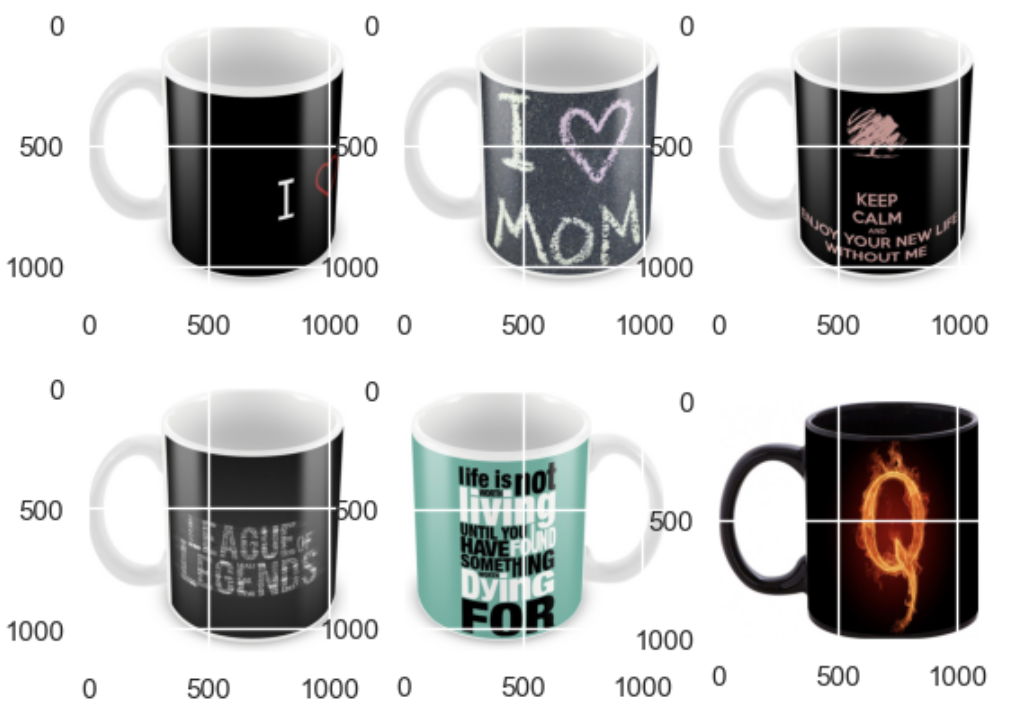 0
500
1000
0 500 1000
I
0
500
1000
0 500 1000
I
MOM
0
500
1000
0 500 1000
KEEP
CALM
AND
ENJOY YOUR NEW LIFE
WITHOUT ME
0
500
1000
0 500 1000
LEAGUE OF
LEGENDS
0
500
1000
0 500 1000
life is not
WORTH
living
UNTIL YOU
HAVE FOUND
SOMETHING
WORTH
Dying
FOR
0
500
1000
0 500 1000
Q